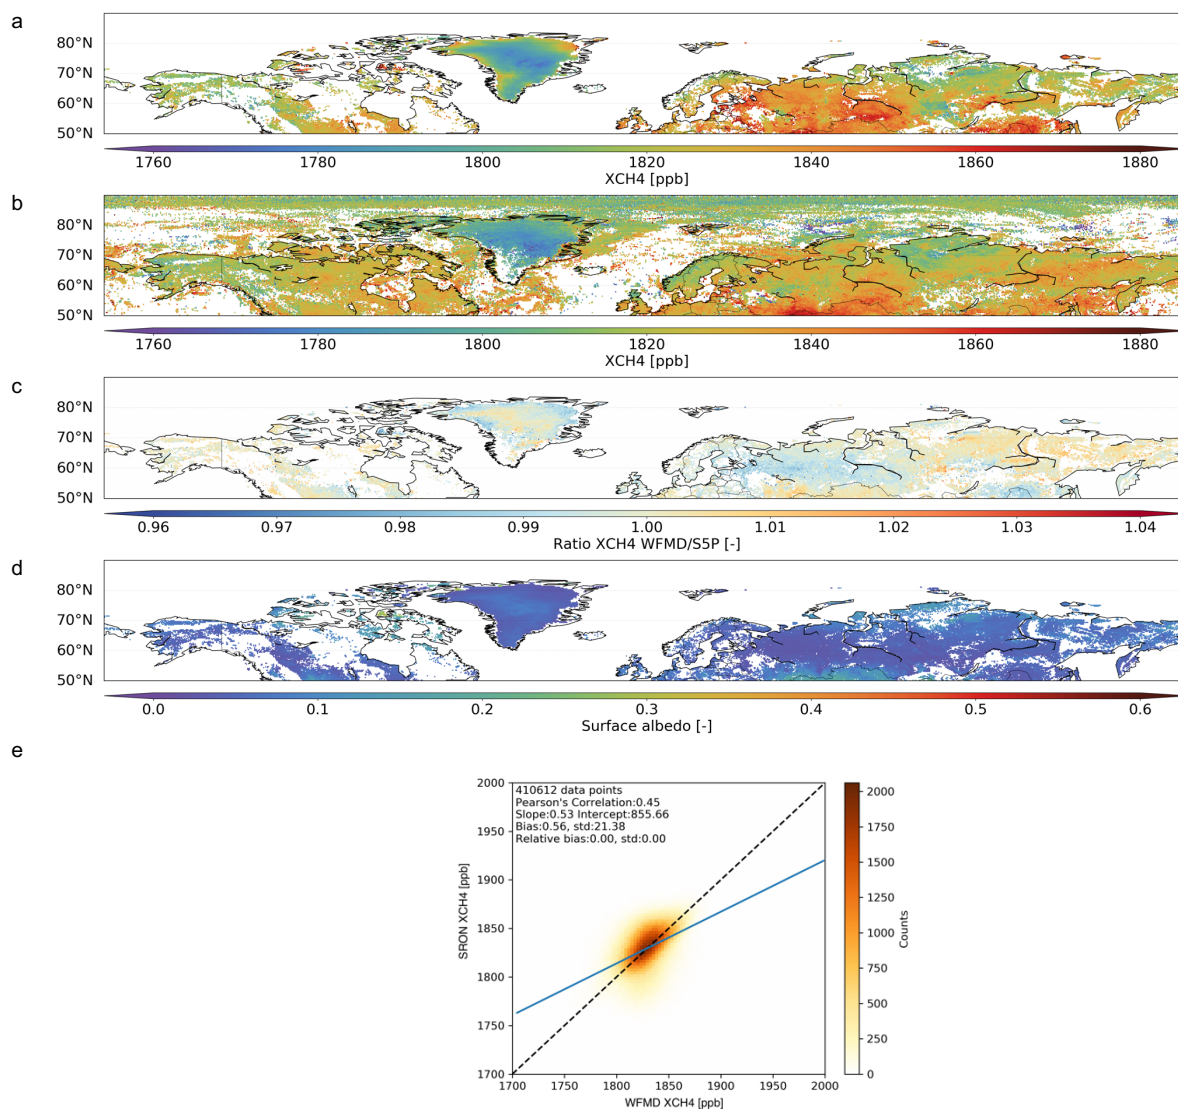 a
80°N
70°N
60°N
50°N
1760 1780 1800 1820 1840 1860 1880
XCH4 [ppb]
b
80°N
70°N
60°N
50°N
1760 1780 1800 1820 1840 1860 1880
XCH4 [ppb]
c
80°N
70°N
60°N
50°N
0.96 0.97 0.98 0.99 1.00 1.01 1.02 1.03 1.04
Ratio XCH4 WFMD/S5P [-]
d
80°N
70°N
60°N
50°N
0.0 0.1 0.2 0.3 0.4 0.5 0.6
Surface albedo [-]
e
410612 data points
Pearson's Correlation:0.45
Slope:0.53 Intercept:855.66
Bias:0.56, std:21.38
Relative bias:0.00, std:0.00
2000
1950
1900
1850
1800
1750
1700
SRON XCH4 [ppb]
1700 1750 1800 1850 1900 1950 2000
WFMD XCH4 [ppb]
2000
1750
1500
1250
1000
750
500
250
0
Counts